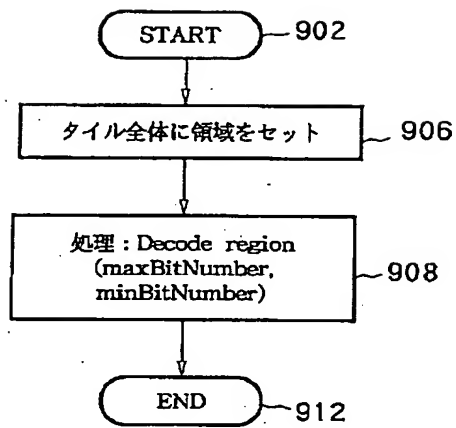 START
902
タイル全体に領域をセット
906
処理：Decode region
(maxBitNumber,
minBitNumber)
908
END
912